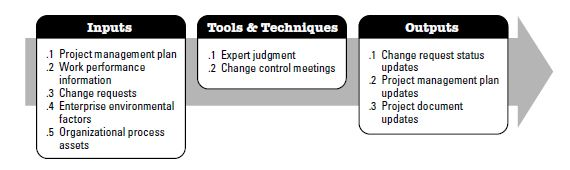 Inputs
.1 Project management plan
.2 Work performance
information
.3 Change requests
.4 Enterprise environmental
factors
.5 Organizational process
assets
Tools & Techniques
.1 Expert judgment
.2 Change control meetings
Outputs
.1 Change request status
updates
.2 Project management plan
updates
.3 Project document
updates